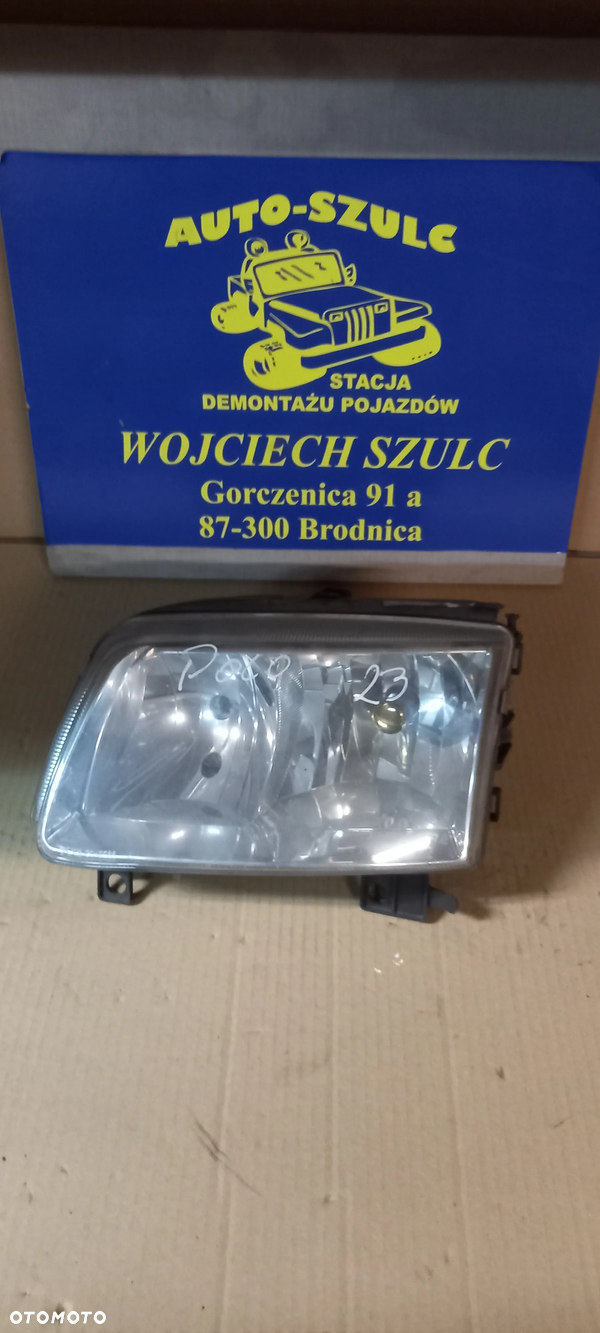 AUTO-SZULC
STACJA
DEMONTAŻU POJAZDÓW
WOJCIECH SZULC
Gorczenica 91 a
87-300 Brodnica
Polo 23
OTOMOTO